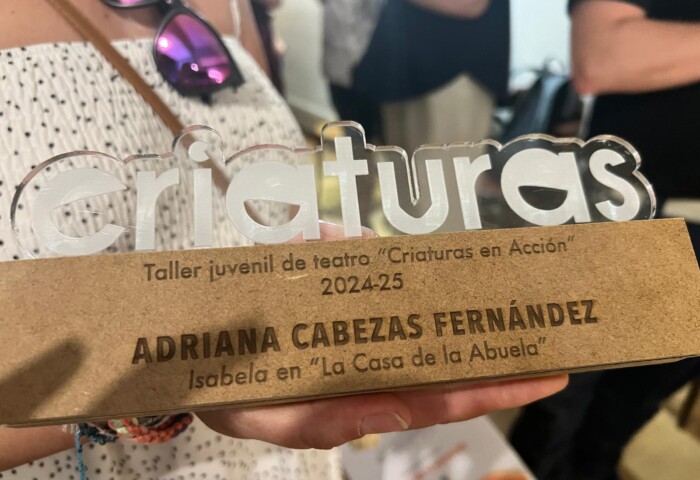 criaturas
Taller juvenil de teatro "Criaturas en Acción"
2024-25
ADRIANA CABEZAS FERNÁNDEZ
Isabela en "La Casa de la Abuela"